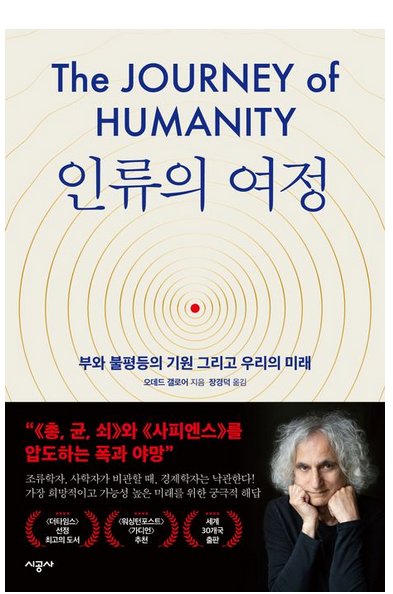 The JOURNEY of
HUMANITY
인류의 여정
부와 불평등의 기원 그리고 우리의 미래
오데드 갤로어 지음 장경덕 옮김
“《총, 균, 쇠》와 《사피엔스》를
압도하는 폭과 야망”
조류학자, 사학자가 비관할 때, 경제학자는 낙관한다!
가장 희망적이고 가능성 높은 미래를 위한 궁극적 해답
《더타임스》
선정
최고의 도서
《워싱턴포스트》
《가디언》
추천
세계
30개국
출판
시공사